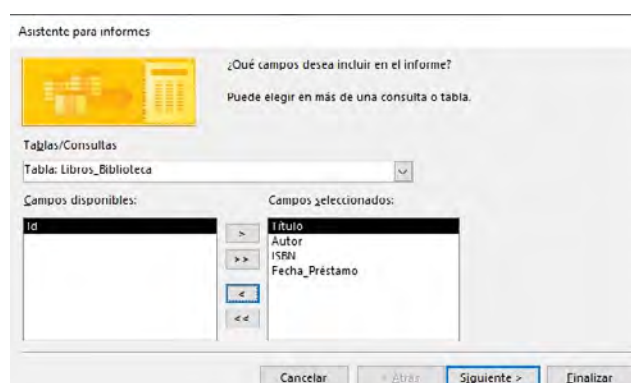 Asistente para informes
¿Qué campos desea incluir en el informe?
Puede elegir en más de una consulta o tabla.
Tablas/Consultas
Tabla: Libros_Biblioteca
Campos disponibles:
Campos seleccionados:
Id
Título
>
Autor
>>
ISBN
Fecha_Préstamo
<
<<
Cancelar
< Atrás
Siguiente >
Finalizar